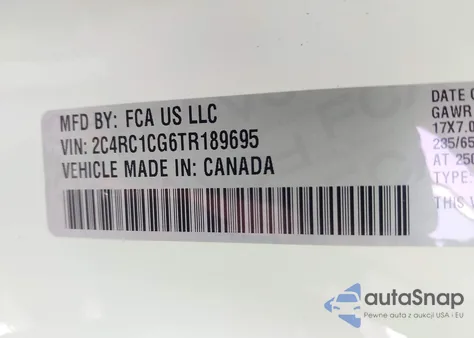 MFD BY: FCA US LLC
VIN: 2C4RC1CG6TR189695
VEHICLE MADE IN: CANADA
DATE O
GAWR
17X7.0
235/65
AT 250
THIS V
autaSnap
Pewne auta z aukcji USA i EU